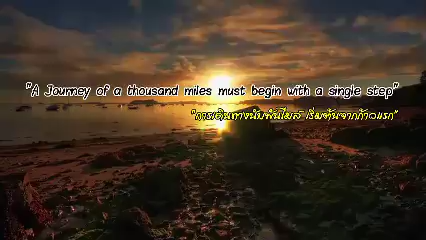 "A Journey of a thousand miles must begin with a single step"
"การเดินทางนับพันไมล์ เริ่มต้นจากก้าวแรก"